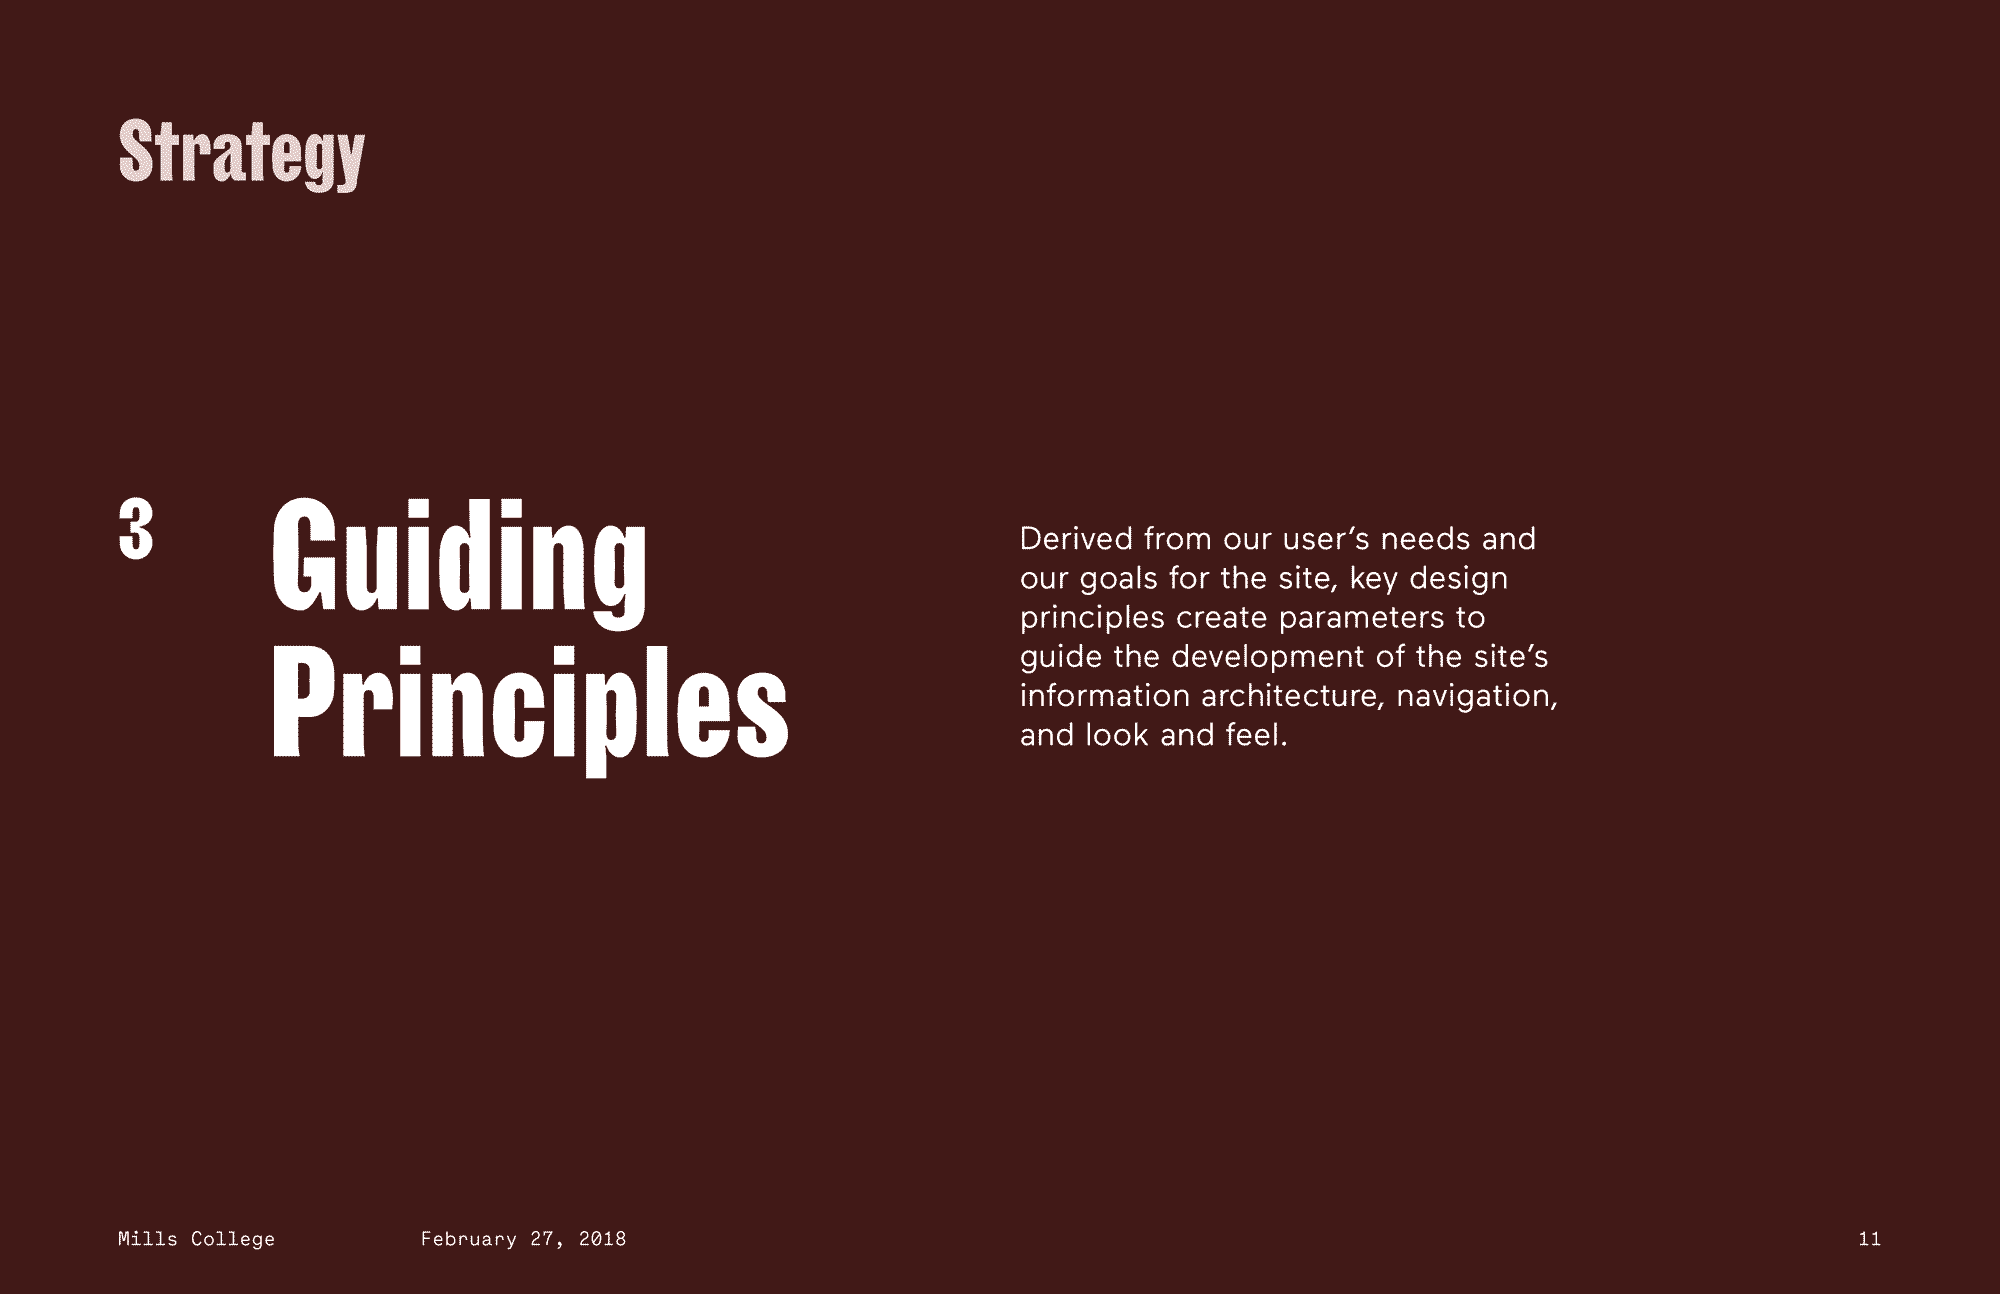 Strategy
3
Guiding
Principles
Derived from our user’s needs and
our goals for the site, key design
principles create parameters to
guide the development of the site’s
information architecture, navigation,
and look and feel.
Mills College
February 27, 2018
11